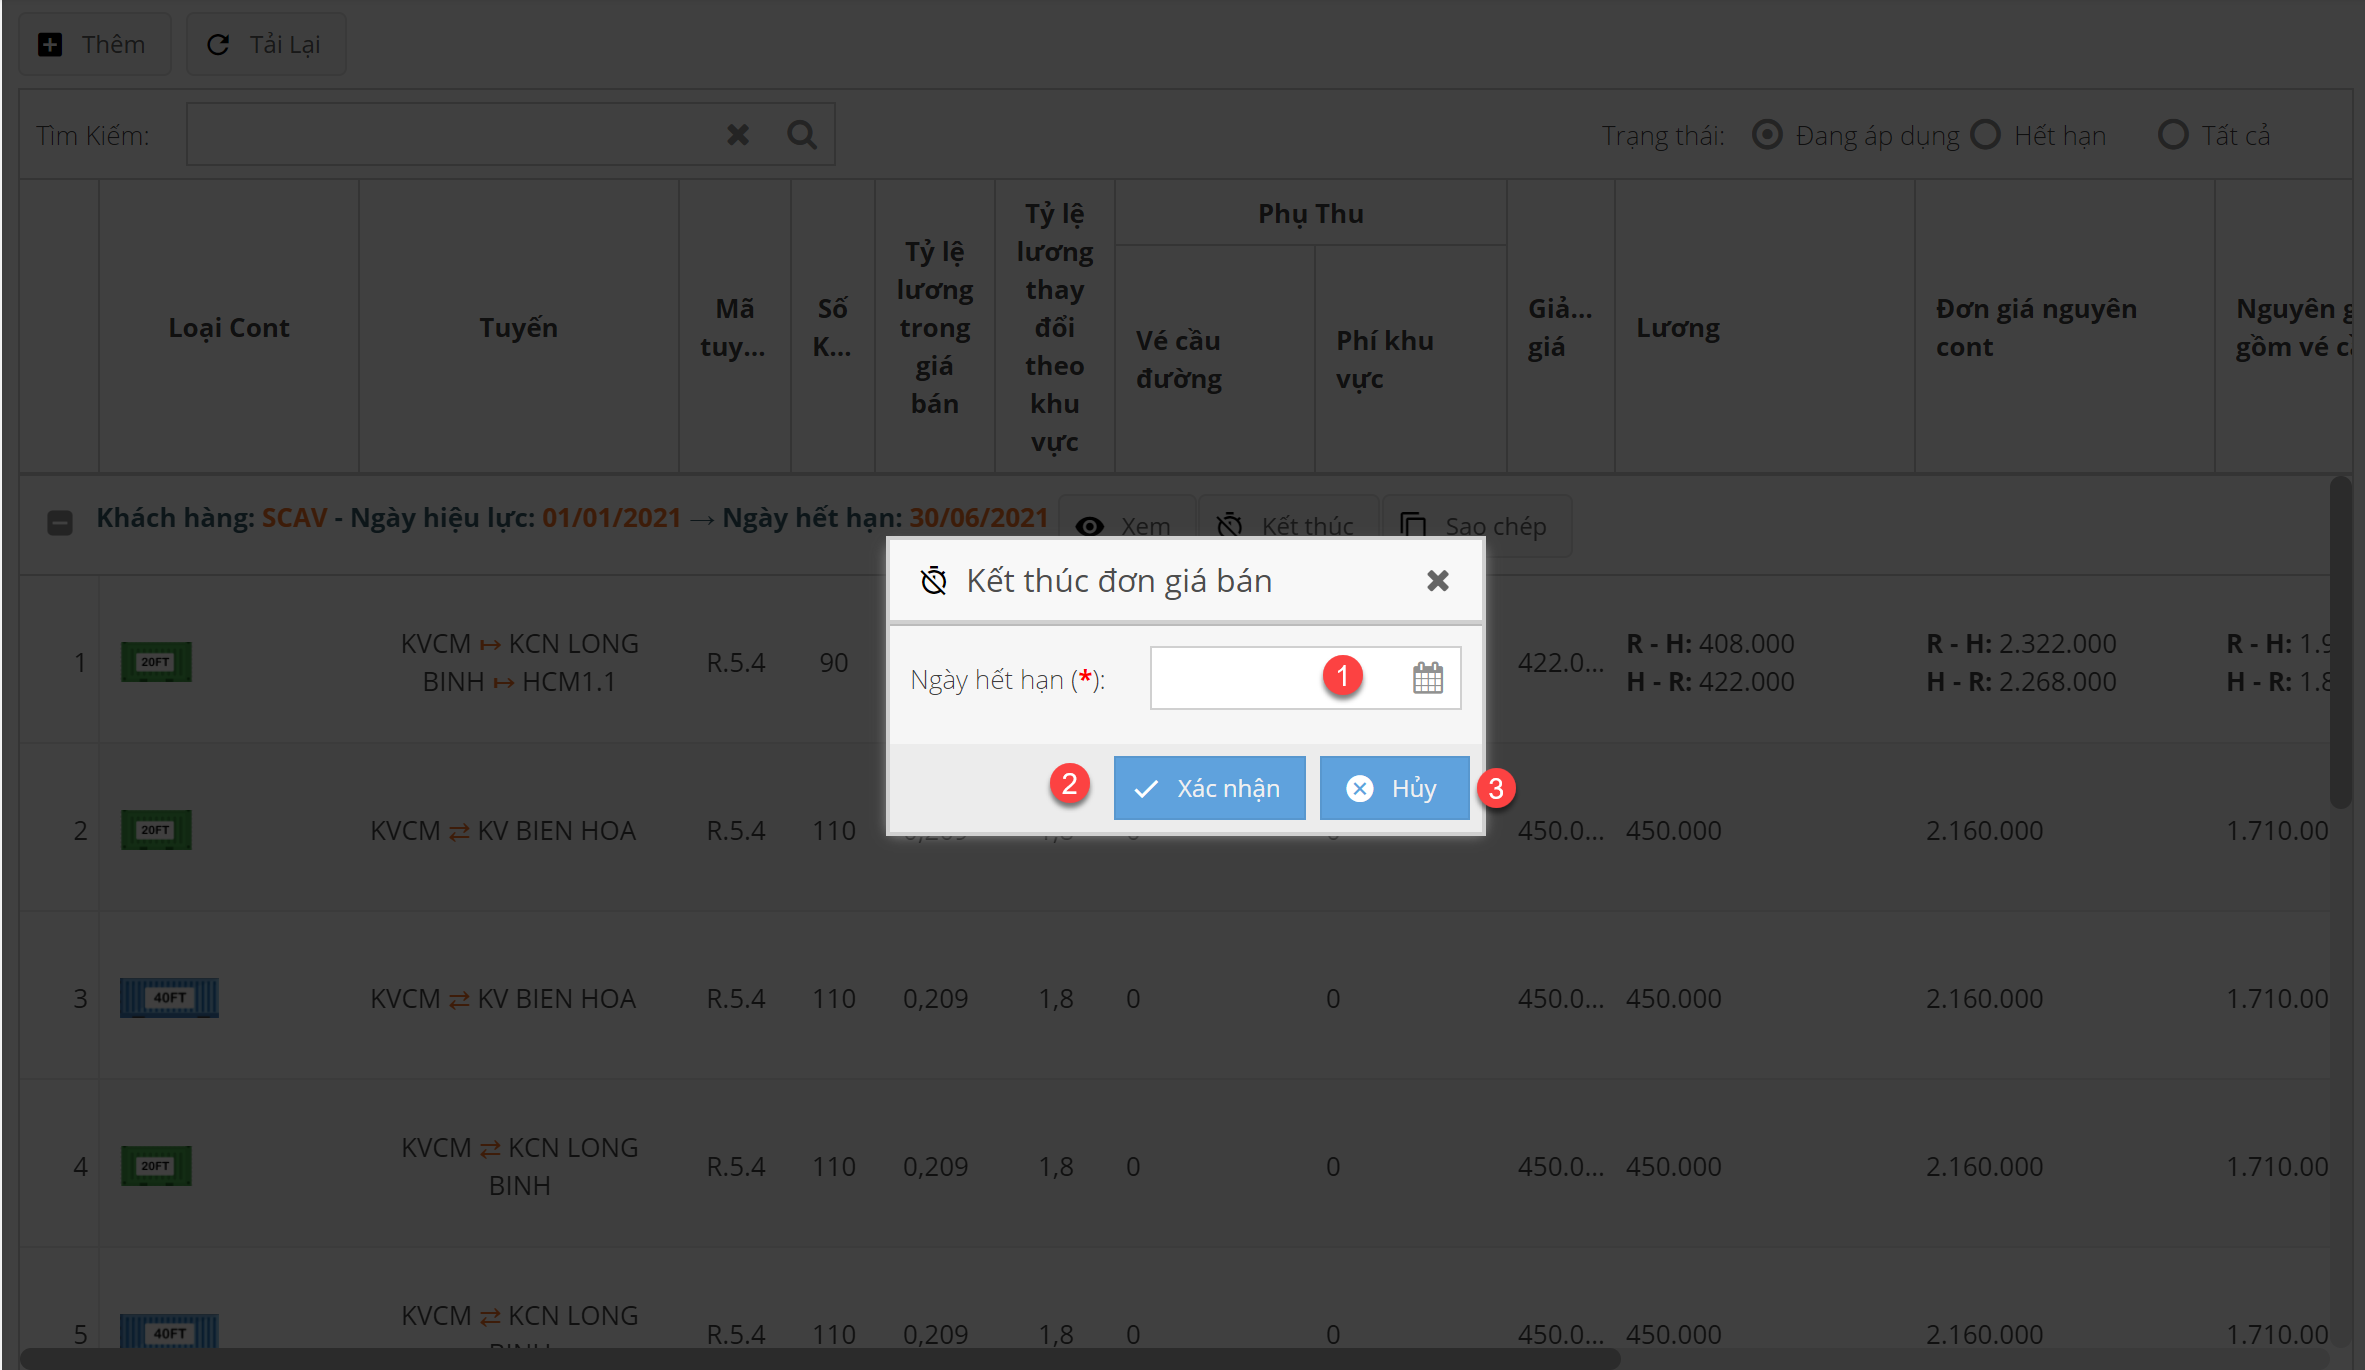 Thêm Tải Lại
Tìm Kiếm: Trạng thái: Đang áp dụng Hết hạn Tất cả
Loại Cont Tuyến Mã tuy... Số K... Tỷ lệ lương trong giá bán Tỷ lệ lương thay đổi theo khu vực Phụ Thu Vé cầu đường Phí khu vực Giả... giá Lương Đơn giá nguyên cont Nguyên g gồm vé c
Khách hàng: SCAV - Ngày hiệu lực: 01/01/2021 → Ngày hết hạn: 30/06/2021 Xem Kết thúc Sao chép
Kết thúc đơn giá bán
Ngày hết hạn (*): 1
2 Xác nhận Hủy 3
1 20FT KVCM ↦ KCN LONG BINH ↦ HCM1.1 R.5.4 90 422.0... R - H: 408.000 R - H: 2.322.000 R - H: 1.9
H - R: 422.000 H - R: 2.268.000 H - R: 1.8
2 20FT KVCM ⇄ KV BIEN HOA R.5.4 110 0,209 1,8 0 0 450.0... 450.000 2.160.000 1.710.00
3 40FT KVCM ⇄ KV BIEN HOA R.5.4 110 0,209 1,8 0 0 450.0... 450.000 2.160.000 1.710.00
4 20FT KVCM ⇄ KCN LONG BINH R.5.4 110 0,209 1,8 0 0 450.0... 450.000 2.160.000 1.710.00
5 40FT KVCM ⇄ KCN LONG BINH R.5.4 110 0,209 1,8 0 0 450.0... 450.000 2.160.000 1.710.00